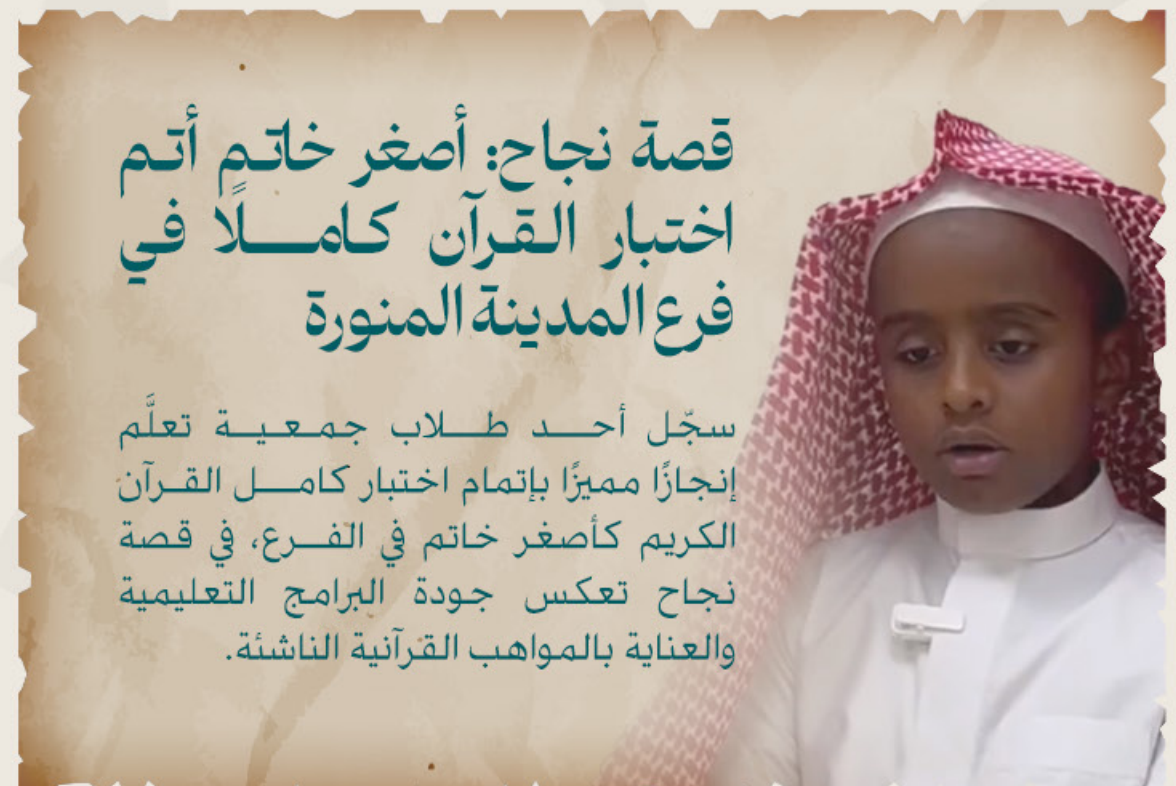 قصة نجاح: أصغر خاتم أتم
اختبار القرآن كاملًا في
فرع المدينة المنورة
سجّل أحد طلاب جمعية تعلَّم
إنجازًا مميزًا بإتمام اختبار كامل القرآن
الكريم كأصغر خاتم في الفرع، في قصة
نجاح تعكس جودة البرامج التعليمية
والعناية بالمواهب القرآنية الناشئة.